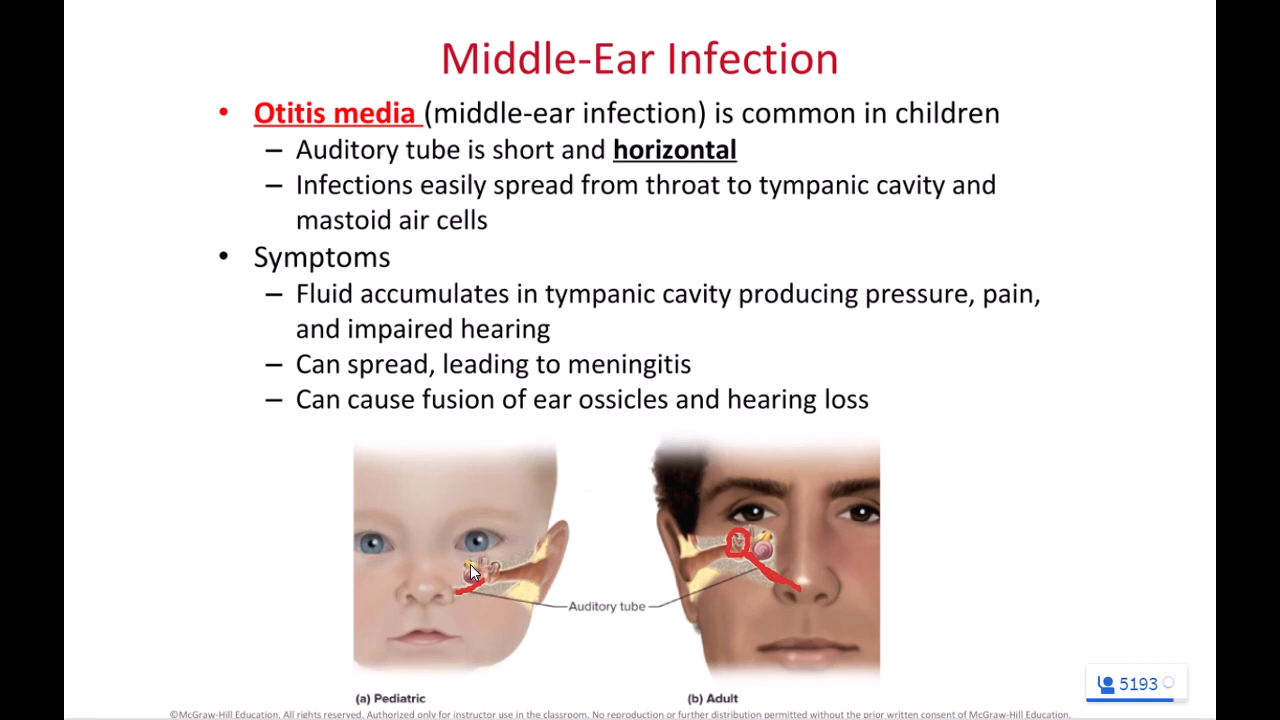 Middle-Ear Infection
• Otitis media (middle-ear infection) is common in children
– Auditory tube is short and horizontal
– Infections easily spread from throat to tympanic cavity and
mastoid air cells
• Symptoms
– Fluid accumulates in tympanic cavity producing pressure, pain,
and impaired hearing
– Can spread, leading to meningitis
– Can cause fusion of ear ossicles and hearing loss
Auditory tube
(a) Pediatric
(b) Adult
5193
©McGraw-Hill Education. All rights reserved. Authorized only for instructor use in the classroom. No reproduction or further distribution permitted without the prior written consent of McGraw-Hill Education.